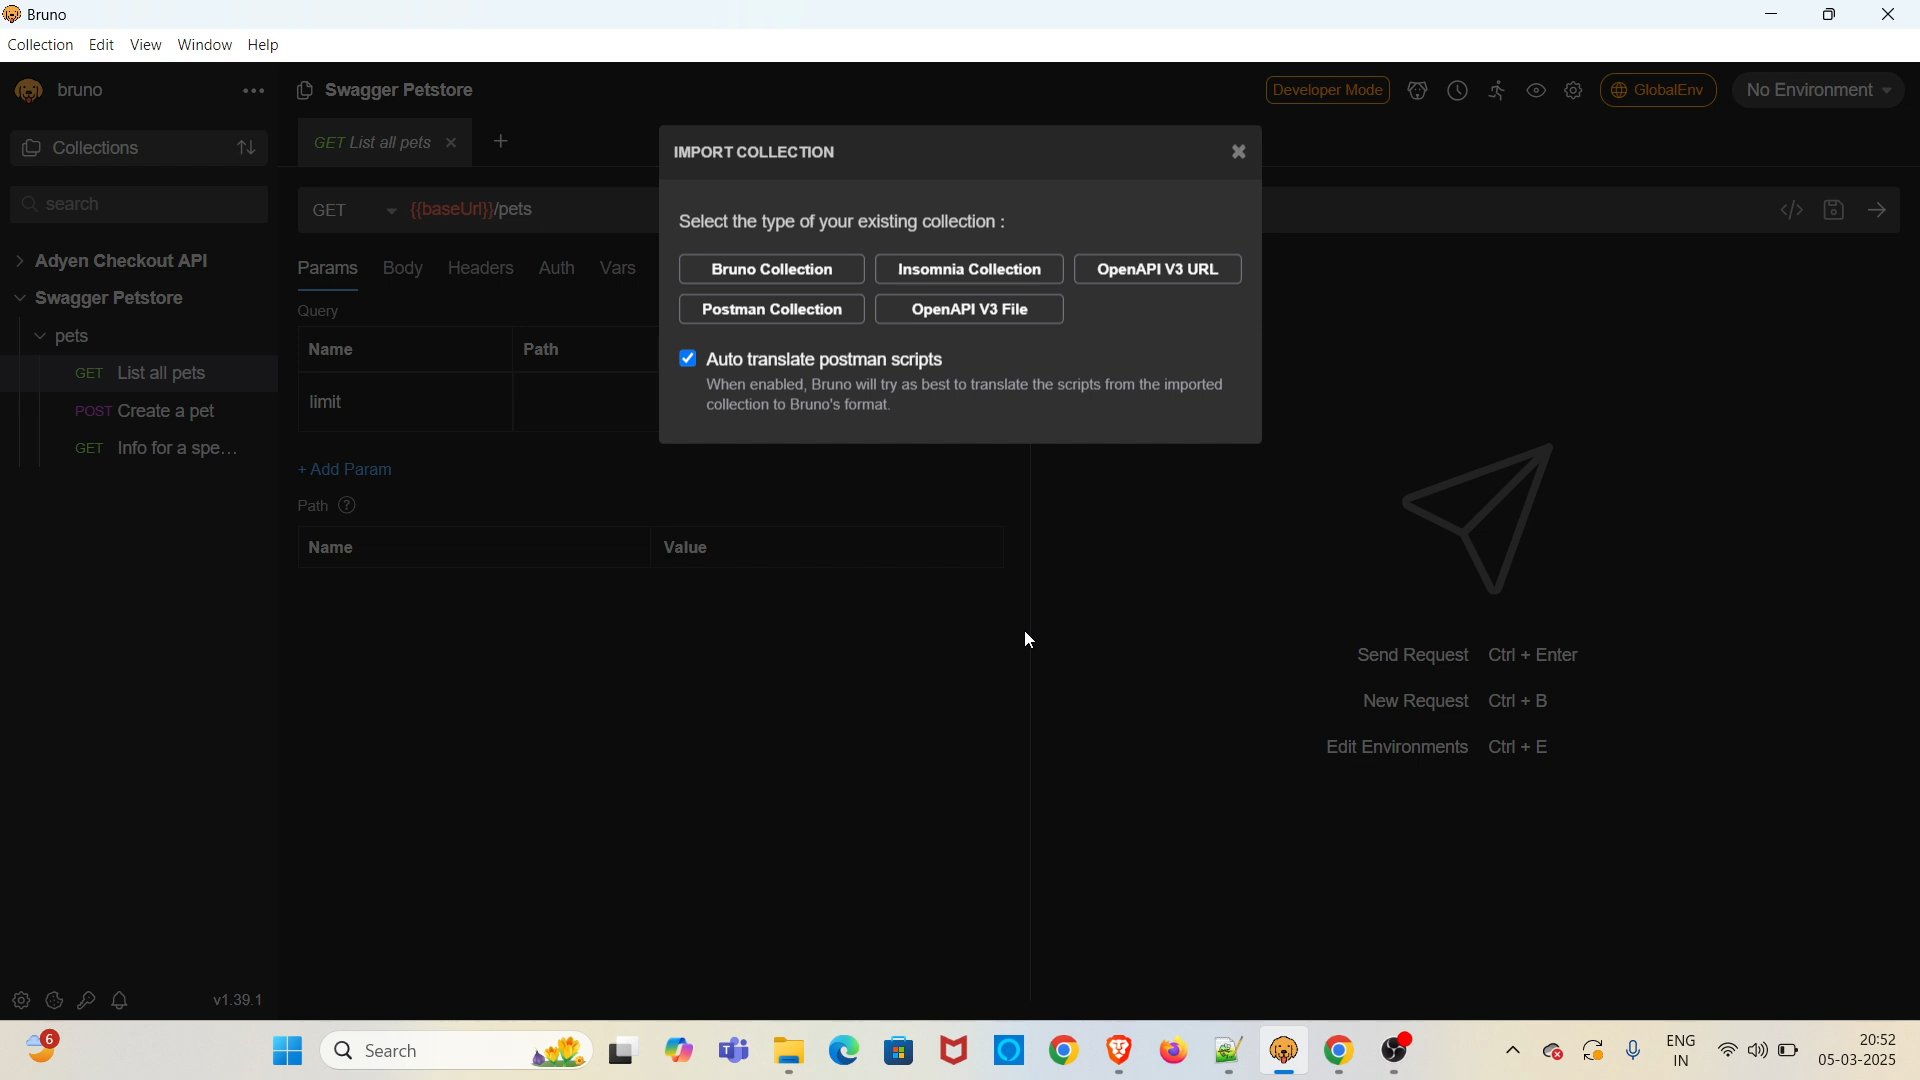 Bruno
Collection Edit View Window Help
bruno
Swagger Petstore
Developer Mode
GlobalEnv
No Environment
Collections
GET List all pets
IMPORT COLLECTION
search
GET {{baseUrl}}/pets
Select the type of your existing collection :
Adyen Checkout API
Params Body Headers Auth Vars
Bruno Collection Insomnia Collection OpenAPI V3 URL
Swagger Petstore
Query
Postman Collection OpenAPI V3 File
pets
Name Path
Auto translate postman scripts
GET List all pets
When enabled, Bruno will try as best to translate the scripts from the imported
limit
collection to Bruno's format.
POST Create a pet
GET Info for a spe...
+ Add Param
Path ?
Name Value
Send Request Ctrl + Enter
New Request Ctrl + B
Edit Environments Ctrl + E
v1.39.1
6
Search
ENG
IN
20:52
05-03-2025